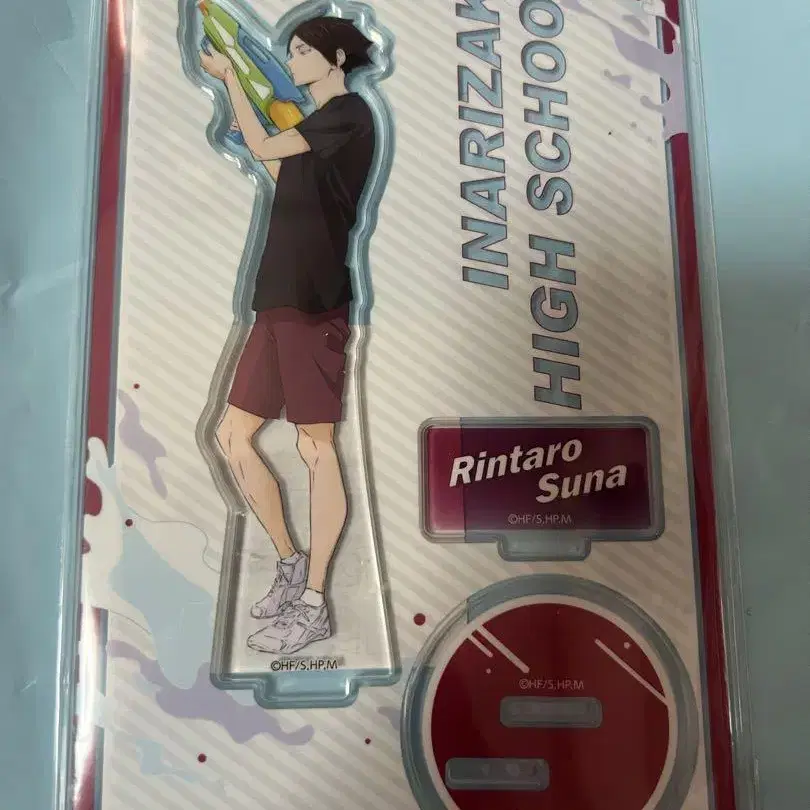 INARIZAK
HIGH SCHOO
Rintaro
Suna
©HF/S,HP,M
©HF/S,HP,M
©HF/S,HP,M